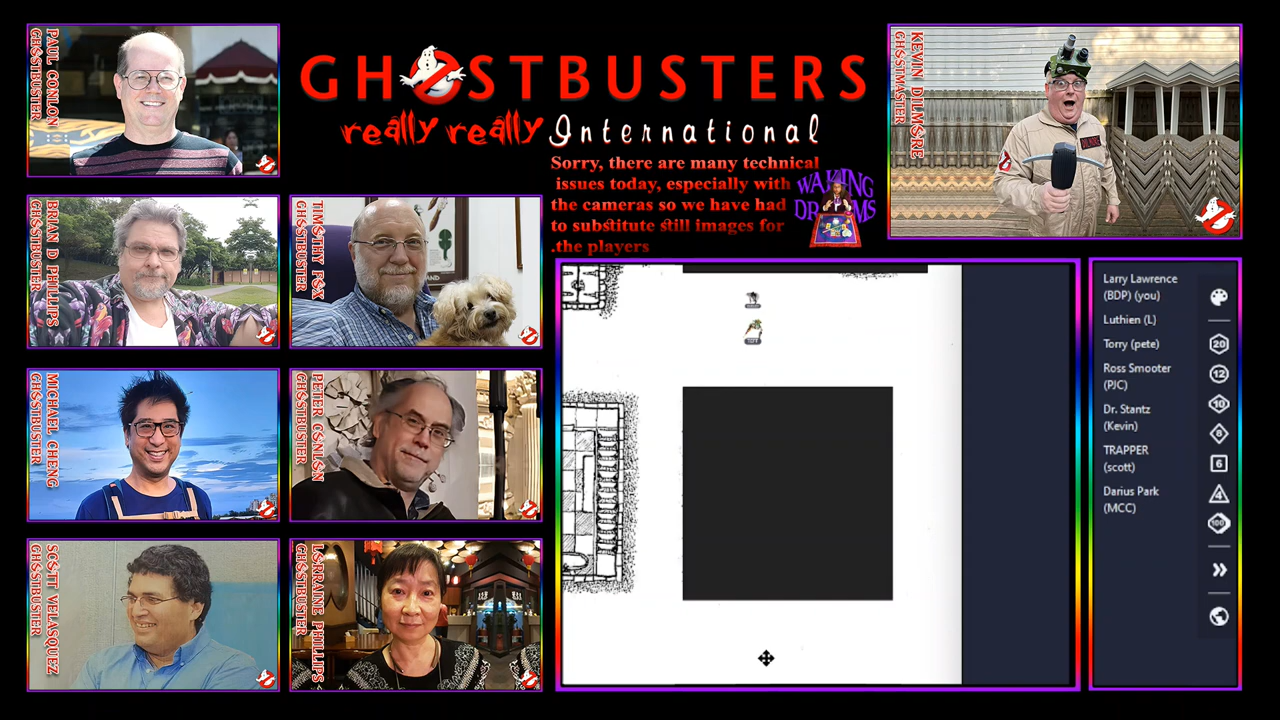 PAUL CONLON
GHOSTBUSTER
GHOSTBUSTERS
really really International
Sorry, there are many technical
issues today, especially with
the cameras so we have had
to substitute still images for
.the players
WAKING
DREAMS
KEVIN DILMORE
GHOSTMASTER
BRIAN D PHILLIPS
GHOSTBUSTER
TIMOTHY FOX
GHOSTBUSTER
MICHAEL CHENG
GHOSTBUSTER
PETER CONLON
GHOSTBUSTER
SCOTT VELASQUEZ
GHOSTBUSTER
LORRAINE PHILLIPS
GHOSTBUSTER
Larry Lawrence
(BDP) (you)
Luthien (L)
Torry (pete)
Ross Smooter
(PJC)
Dr. Stantz
(Kevin)
TRAPPER
(scott)
Darius Park
(MCC)
20
12
10
8
6
4
100